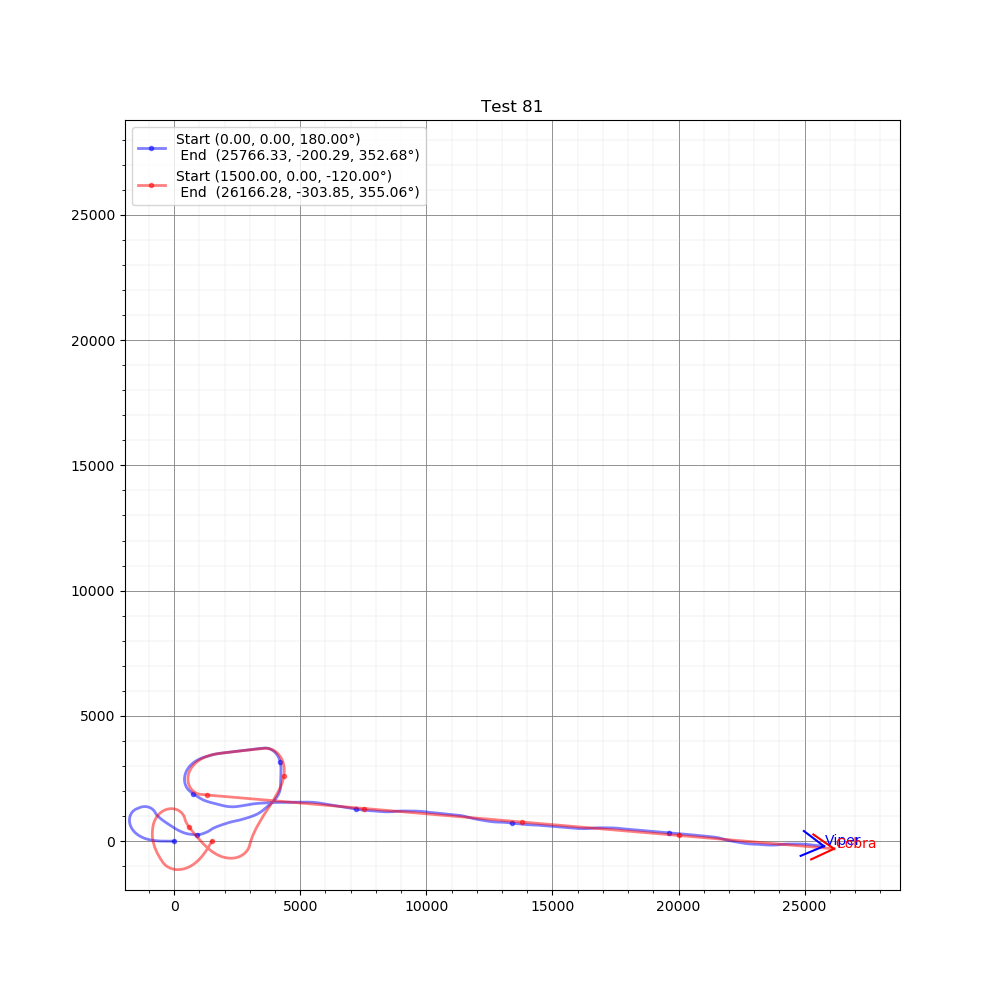 Test 81
Start (0.00, 0.00, 180.00°)
End (25766.33, -200.29, 352.68°)
Start (1500.00, 0.00, -120.00°)
End (26166.28, -303.85, 355.06°)
25000
20000
15000
10000
5000
0
Viper
Cobra
0 5000 10000 15000 20000 25000